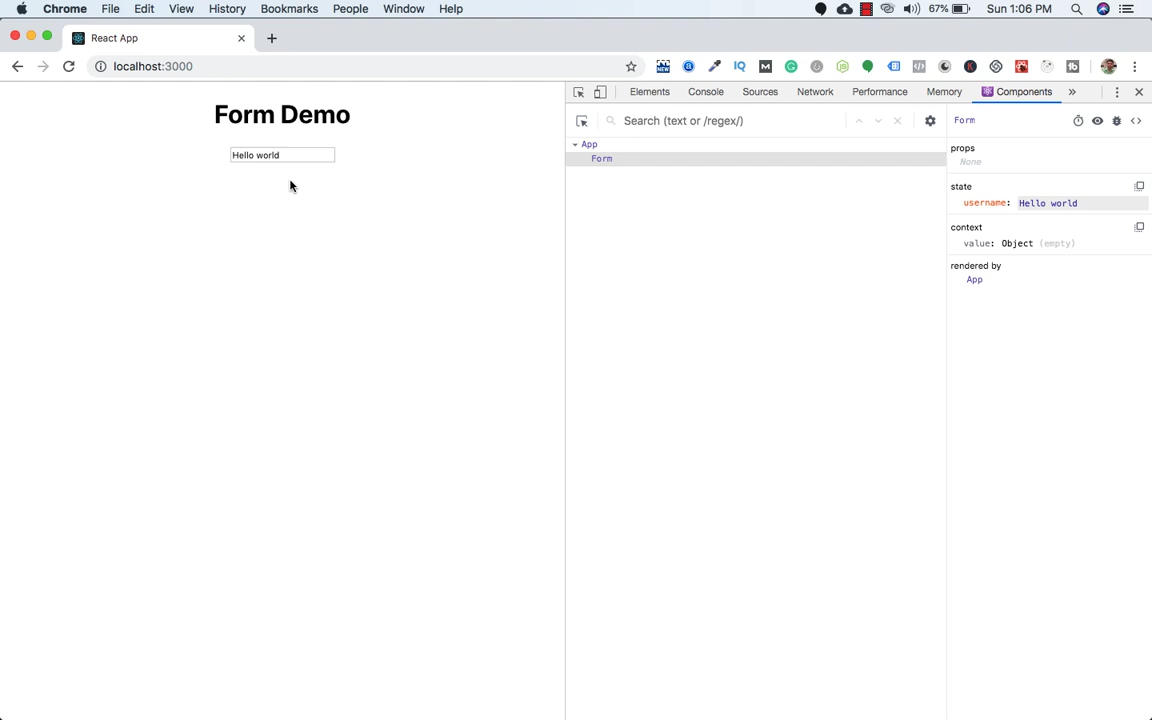 Chrome File Edit View History Bookmarks People Window Help 67% Sun 1:06 PM
React App
localhost:3000
Elements Console Sources Network Performance Memory Components »
Search (text or /regex/)
Form Demo
Hello world
App
Form
Form
props
None
state
username: Hello world
context
value: Object (empty)
rendered by
App